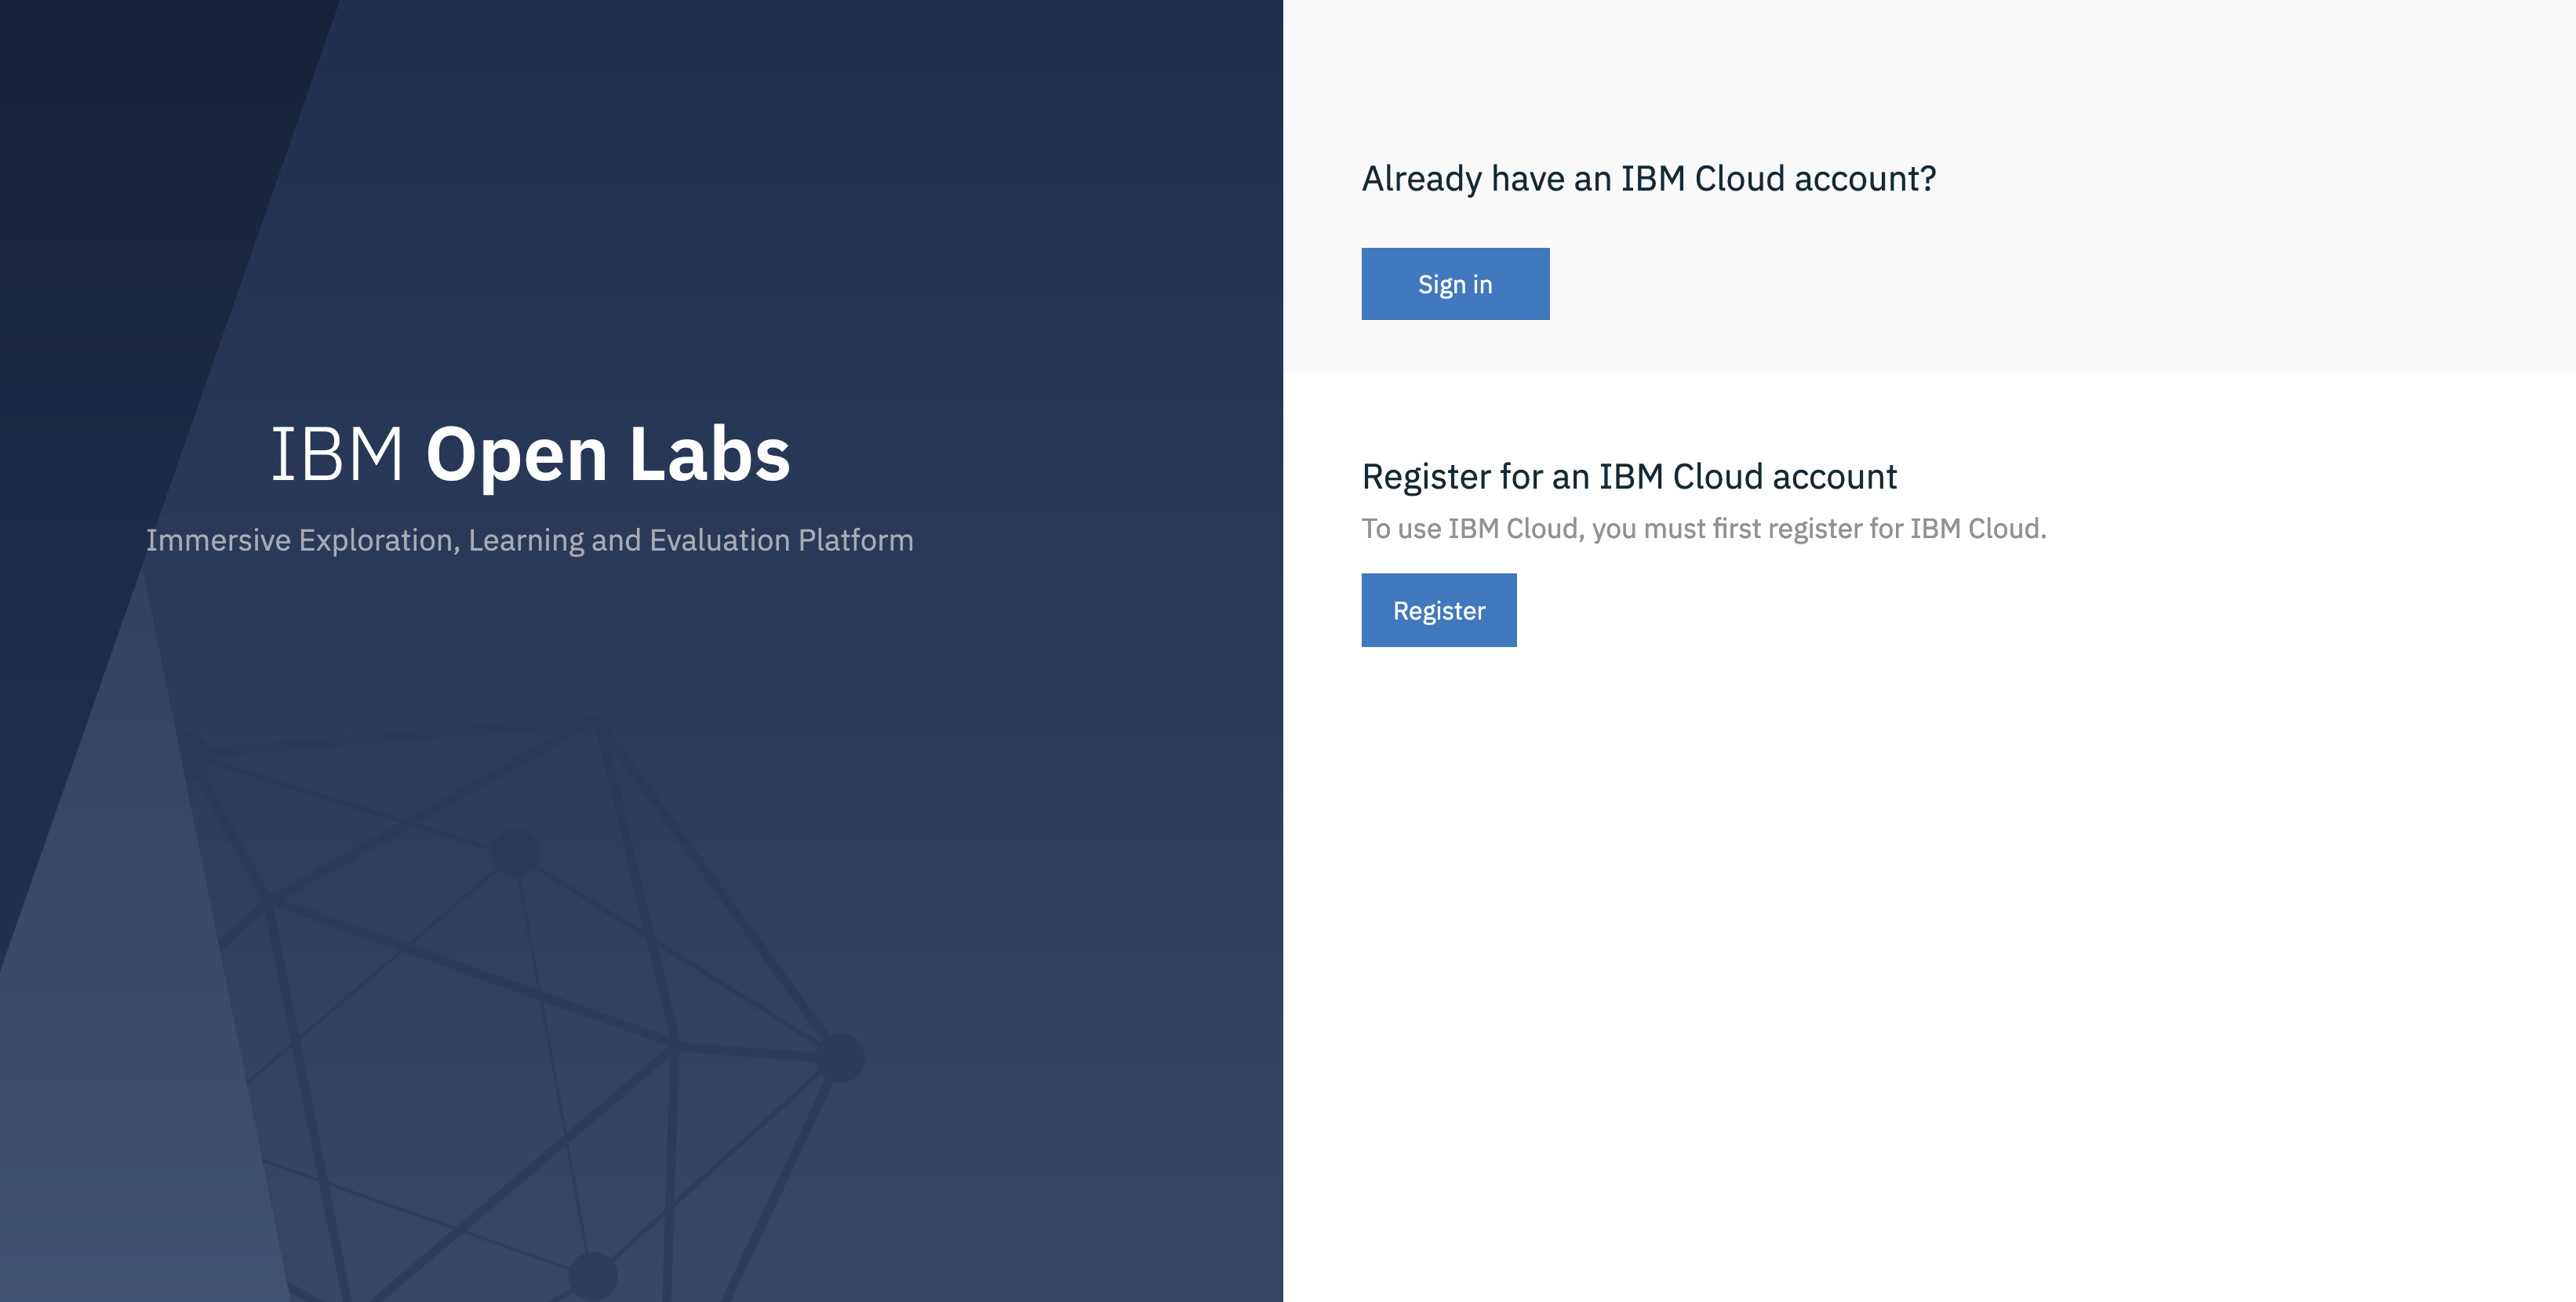 IBM Open Labs
Immersive Exploration, Learning and Evaluation Platform
Already have an IBM Cloud account?
Sign in
Register for an IBM Cloud account
To use IBM Cloud, you must first register for IBM Cloud.
Register